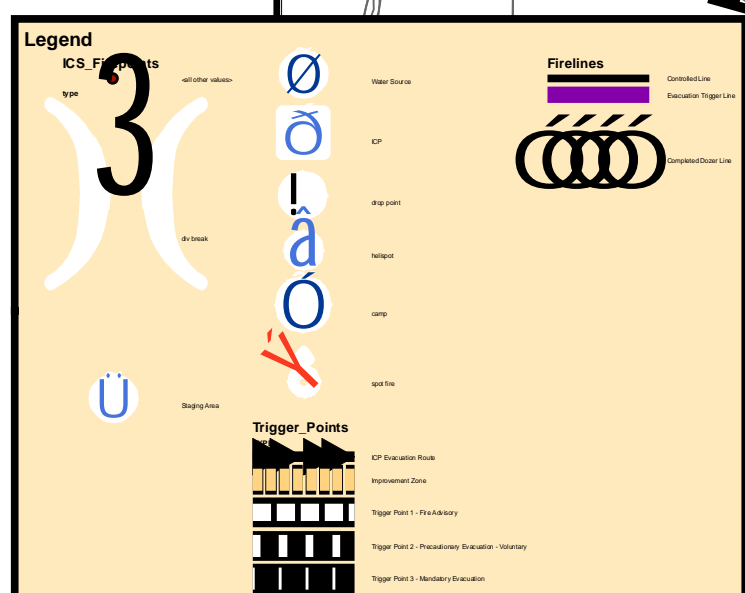 Legend
ICS_Firepoints
<all other values>
type
3
div break
Ü
Staging Area
Ø
Water Source
ð
ICP
!
drop point
â
helispot
Ó
camp
Ý
spot fire
Trigger_Points
ICP Evacuation Route
Improvement Zone
Trigger Point 1 - Fire Advisory
Trigger Point 2 - Precautionary Evacuation - Voluntary
Trigger Point 3 - Mandatory Evacuation
Firelines
Controlled Line
Evacuation Trigger Line
ÓÓÓÓ
Completed Dozer Line